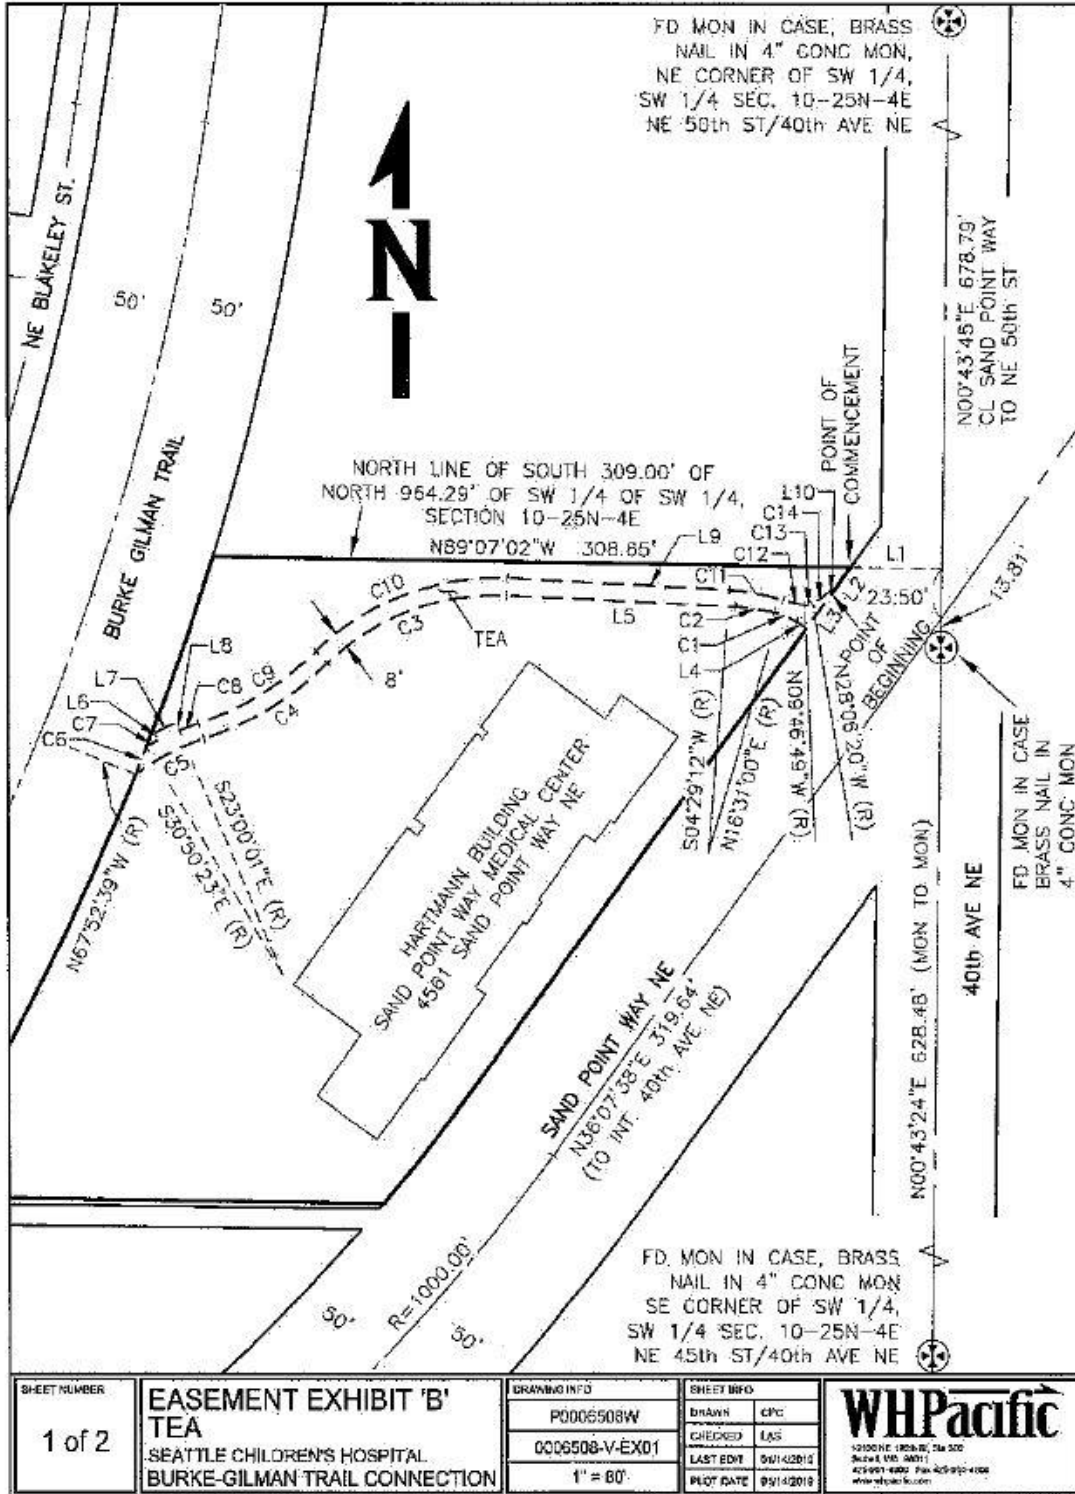 FD MON IN CASE, BRASS
NAIL IN 4" CONC MON,
NE CORNER OF SW 1/4,
SW 1/4 SEC. 10-25N-4E
NE 50th ST/40th AVE NE
NE BLAKELEY ST.
50'
50'
N
N00°43'45"E 678.79'
CL SAND POINT WAY
TO NE 50th ST
BURKE GILMAN TRAIL
POINT OF
COMMENCEMENT
NORTH LINE OF SOUTH 309.00' OF
NORTH 964.29' OF SW 1/4 OF SW 1/4,
SECTION 10-25N-4E
N89°07'02"W 308.65'
L10
C14
C13
C12
C11
L9
L1
L2
23.50'
13.81'
C10
C3
TEA
L5
C2
C1
L4
L3
POINT
OF
BEGINNING
8'
L8
L7
L6
C7
C6
C8
C9
C4
C5
S23°00'01"E (R)
S30°50'23"E (R)
N67°52'39"W (R)
S04°29'12"W (R)
N16°31'00"E (R)
N09°46'49"W (R)
N28°06'20"W (R)
HARTMANN BUILDING
SAND POINT WAY MEDICAL CENTER
4561 SAND POINT WAY NE
FD MON IN CASE
BRASS NAIL IN
4" CONC MON
40th AVE NE
N00°43'24"E 628.48' (MON TO MON)
SAND POINT WAY NE
N36°07'38"E 319.64'
(TO INT. 40th AVE NE)
R=1000.00'
50'
50'
FD MON IN CASE, BRASS
NAIL IN 4" CONC MON
SE CORNER OF SW 1/4,
SW 1/4 SEC. 10-25N-4E
NE 45th ST/40th AVE NE
SHEET NUMBER
1 of 2
EASEMENT EXHIBIT 'B'
TEA
SEATTLE CHILDREN'S HOSPITAL
BURKE-GILMAN TRAIL CONNECTION
DRAWING INFO
P0006508W
0006508-V-EX01
1" = 80'
SHEET INFO
DRAWN CPC
CHECKED
LAST EDIT
PLOT DATE
WHPacific